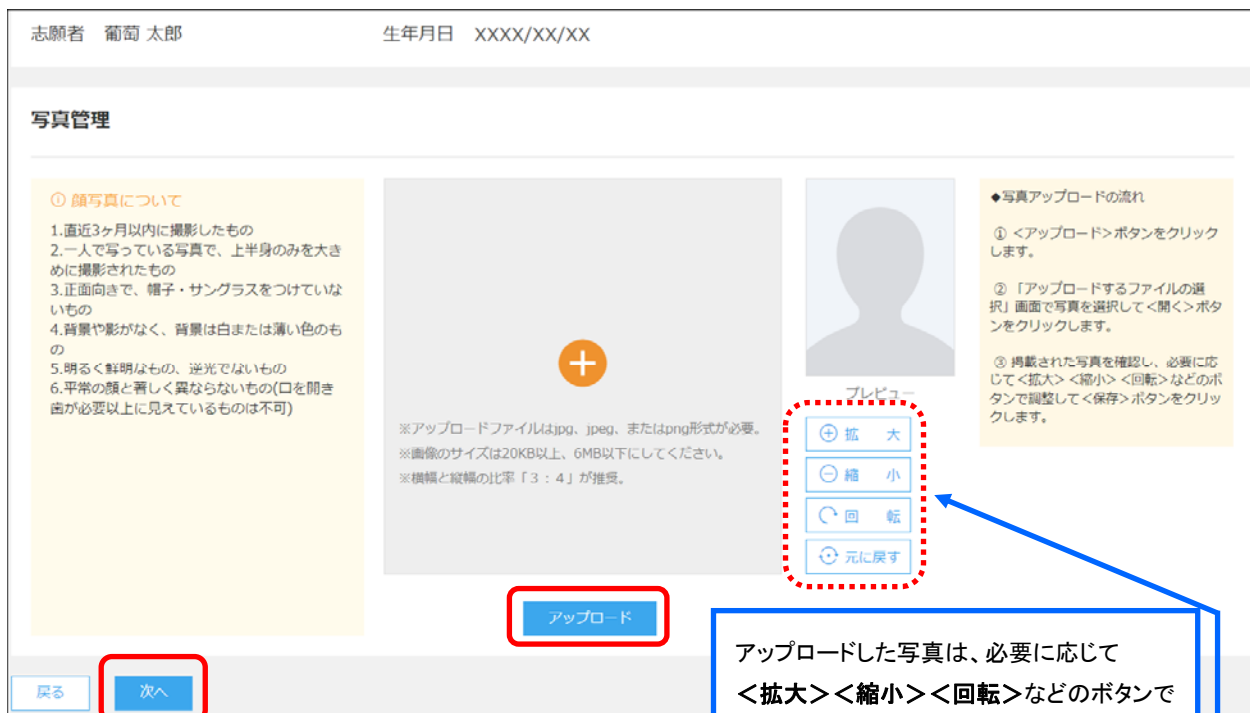 志願者 葡萄 太郎 生年月日 XXXX/XX/XX
写真管理
顔写真について
1.直近3ヶ月以内に撮影したもの
2.一人で写っている写真で、上半身のみを大き
めに撮影されたもの
3.正面向きで、帽子・サングラスをつけていな
いもの
4.背景や影がなく、背景は白または薄い色のも
の
5.明るく鮮明なもの、逆光でないもの
6.平常の顔と著しく異ならないもの(口を開き
歯が必要以上に見えているものは不可)
※アップロードファイルはjpg、jpeg、またはpng形式が必要。
※画像のサイズは20KB以上、6MB以下にしてください。
※横幅と縦幅の比率「3：4」が推奨。
アップロード
プレビュー
拡 大
縮 小
回 転
元に戻す
◆写真アップロードの流れ
① <アップロード>ボタンをクリック
します。
② 「アップロードするファイルの選
択」画面で写真を選択して<開く>ボタ
ンをクリックします。
③ 掲載された写真を確認し、必要に応
じて<拡大> <縮小> <回転>などのボ
タンで調整して<保存>ボタンをクリッ
クします。
アップロードした写真は、必要に応じて
＜拡大＞＜縮小＞＜回転＞などのボタンで
戻る
次へ